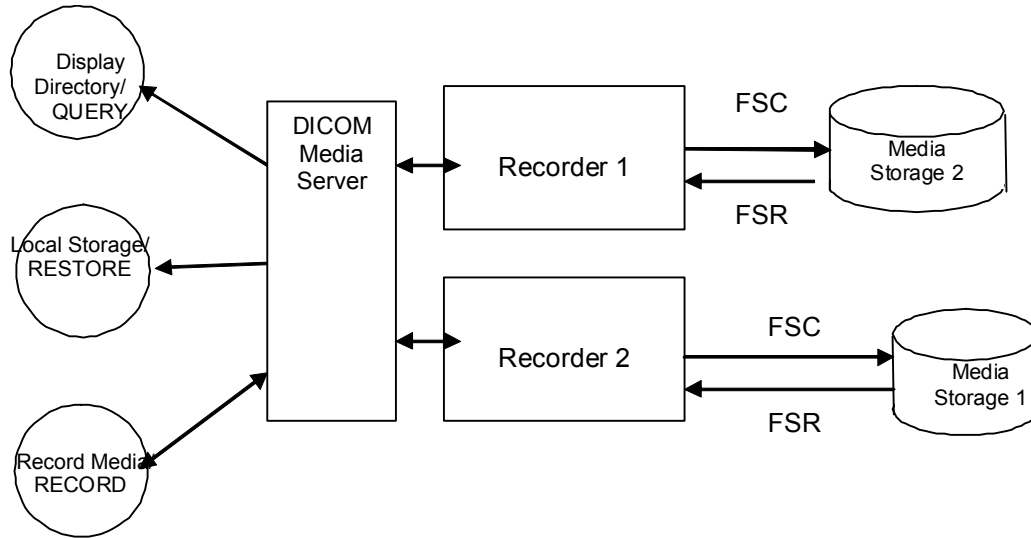 Display
Directory/
QUERY
Local Storage/
RESTORE
Record Media/
RECORD
DICOM
Media
Server
Recorder 1
FSC
FSR
Media
Storage 2
Recorder 2
FSC
FSR
Media
Storage 1